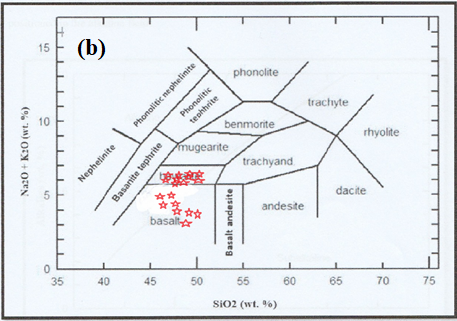 (b)
15
10
5
0
Na2O + K2O (wt. %)
35 40 45 50 55 60 65 70 75
SiO2 (wt. %)
phonolite
Phonolitic nephelinite
Phonolitic tephhrite
trachyte
benmorite
rhyolite
mugearite
Nephelinite
Basanite tephrite
trachyand.
basalt
Basalt andesite
andesite
dacite